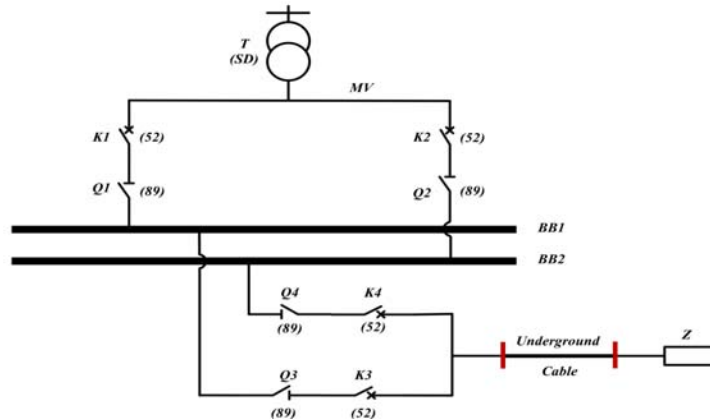 T
(SD)
MV
K1 (52)
K2 (52)
Q1 (89)
Q2 (89)
BB1
BB2
Q4 K4
(89) (52)
Underground
Cable
Z
Q3 K3
(89) (52)